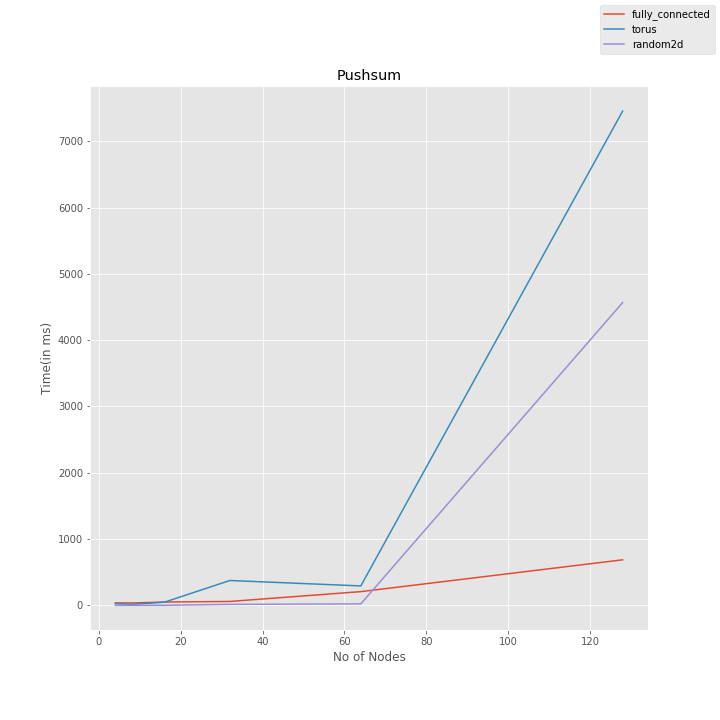 fully_connected
torus
random2d
Pushsum
7000
6000
5000
4000
3000
2000
1000
0
Time(in ms)
0 20 40 60 80 100 120
No of Nodes